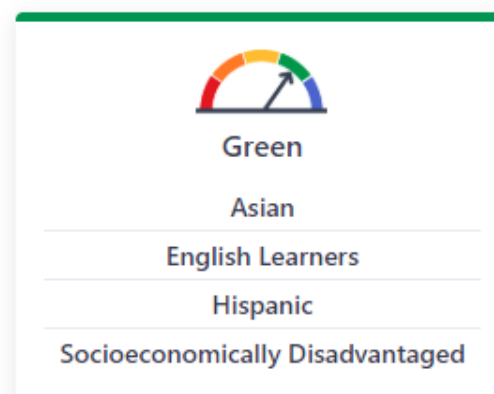 Green
Asian
English Learners
Hispanic
Socioeconomically Disadvantaged